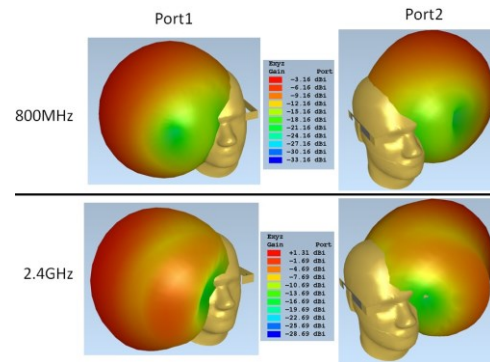 Port1
Port2
800MHz
Exyz
Gain Port
-3.16 dBi
-6.16 dBi
-9.16 dBi
-12.16 dBi
-15.16 dBi
-18.16 dBi
-21.16 dBi
-24.16 dBi
-27.16 dBi
-30.16 dBi
-33.16 dBi
2.4GHz
Exyz
Gain Port
+1.31 dBi
-1.69 dBi
-4.69 dBi
-7.69 dBi
-10.69 dBi
-13.69 dBi
-16.69 dBi
-19.69 dBi
-22.69 dBi
-25.69 dBi
-28.69 dBi